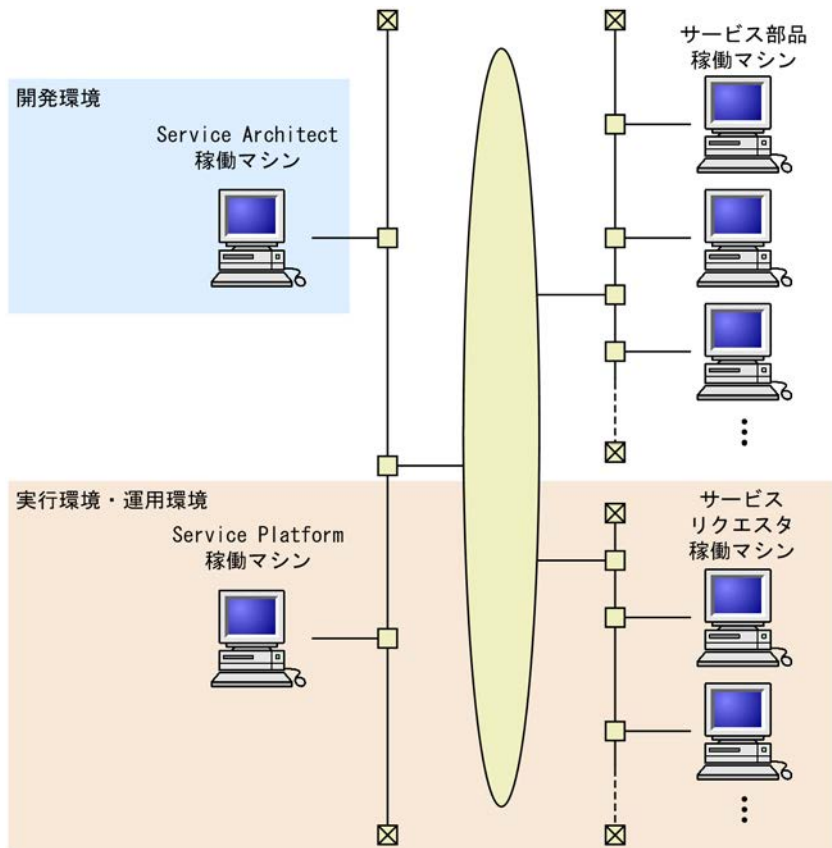 サービス部品
稼働マシン
開発環境
Service Architect
稼働マシン
実行環境・運用環境
Service Platform
稼働マシン
サービス
リクエスタ
稼働マシン